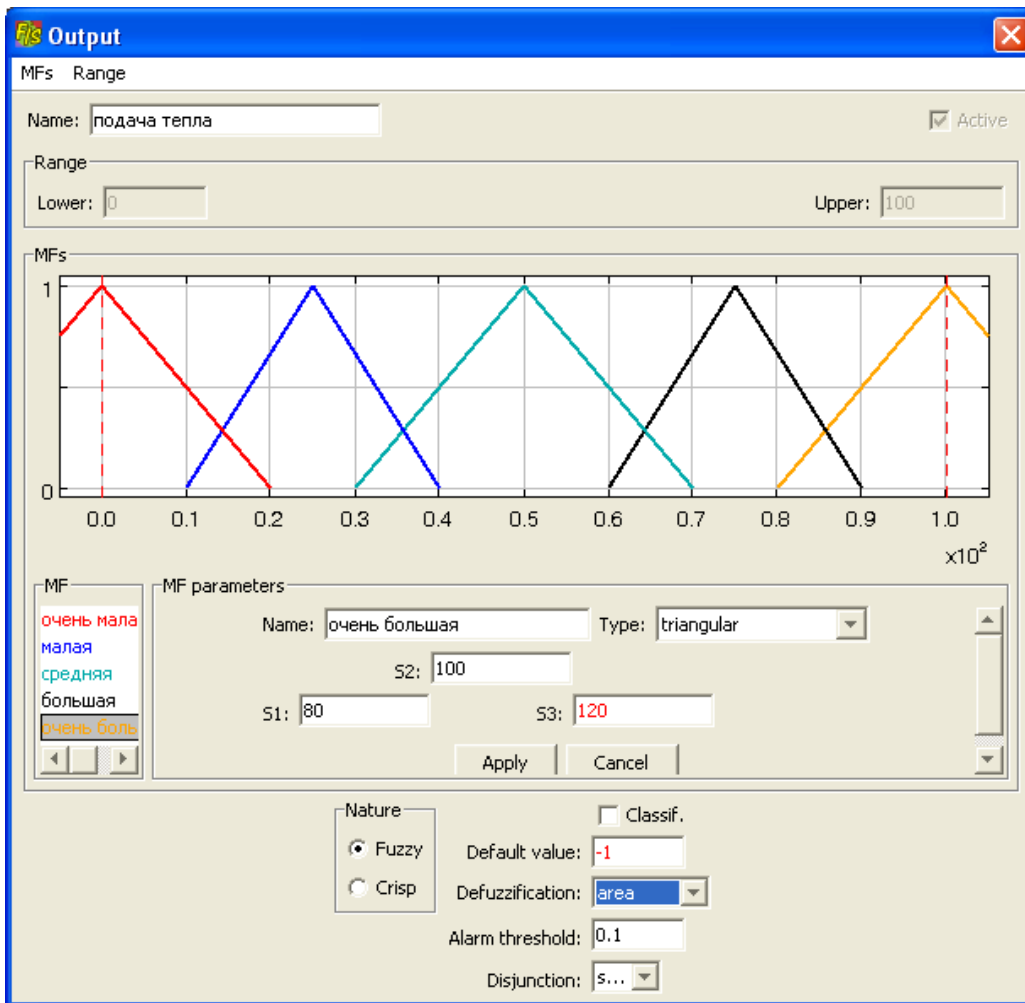 Fis Output
MFs Range
Name: подача тепла Active
Range
Lower: 0 Upper: 100
MFs
1
0
0.0 0.1 0.2 0.3 0.4 0.5 0.6 0.7 0.8 0.9 1.0
x10²
MF
очень мала
малая
средняя
большая
очень боль
MF parameters
Name: очень большая Type: triangular
S2: 100
S1: 80 S3: 120
Apply Cancel
Nature
Fuzzy
Crisp
Classif.
Default value: -1
Defuzzification: area
Alarm threshold: 0.1
Disjunction: s...